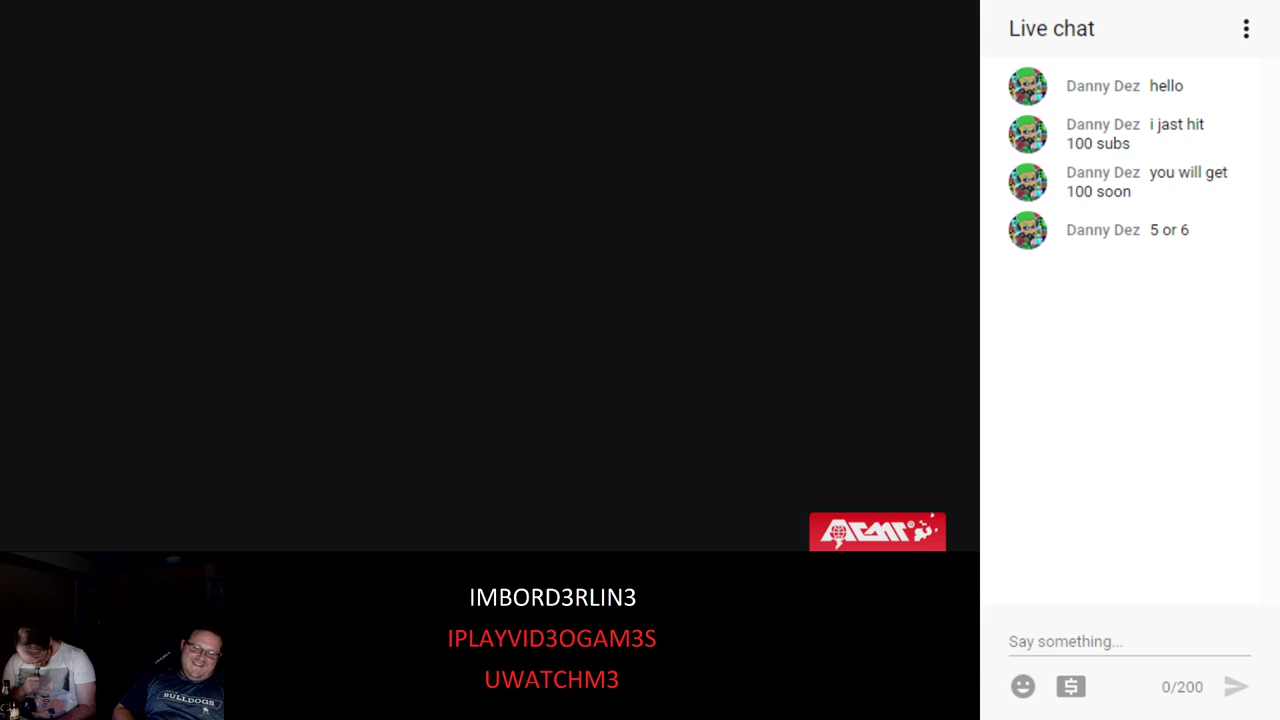 Live chat
Danny Dez hello
Danny Dez i jast hit
100 subs
Danny Dez you will get
100 soon
Danny Dez 5 or 6
IMBORD3RLIN3
IPLAYVID3OGAM3S
UWATCHM3
BULLDOGS
Say something...
0/200